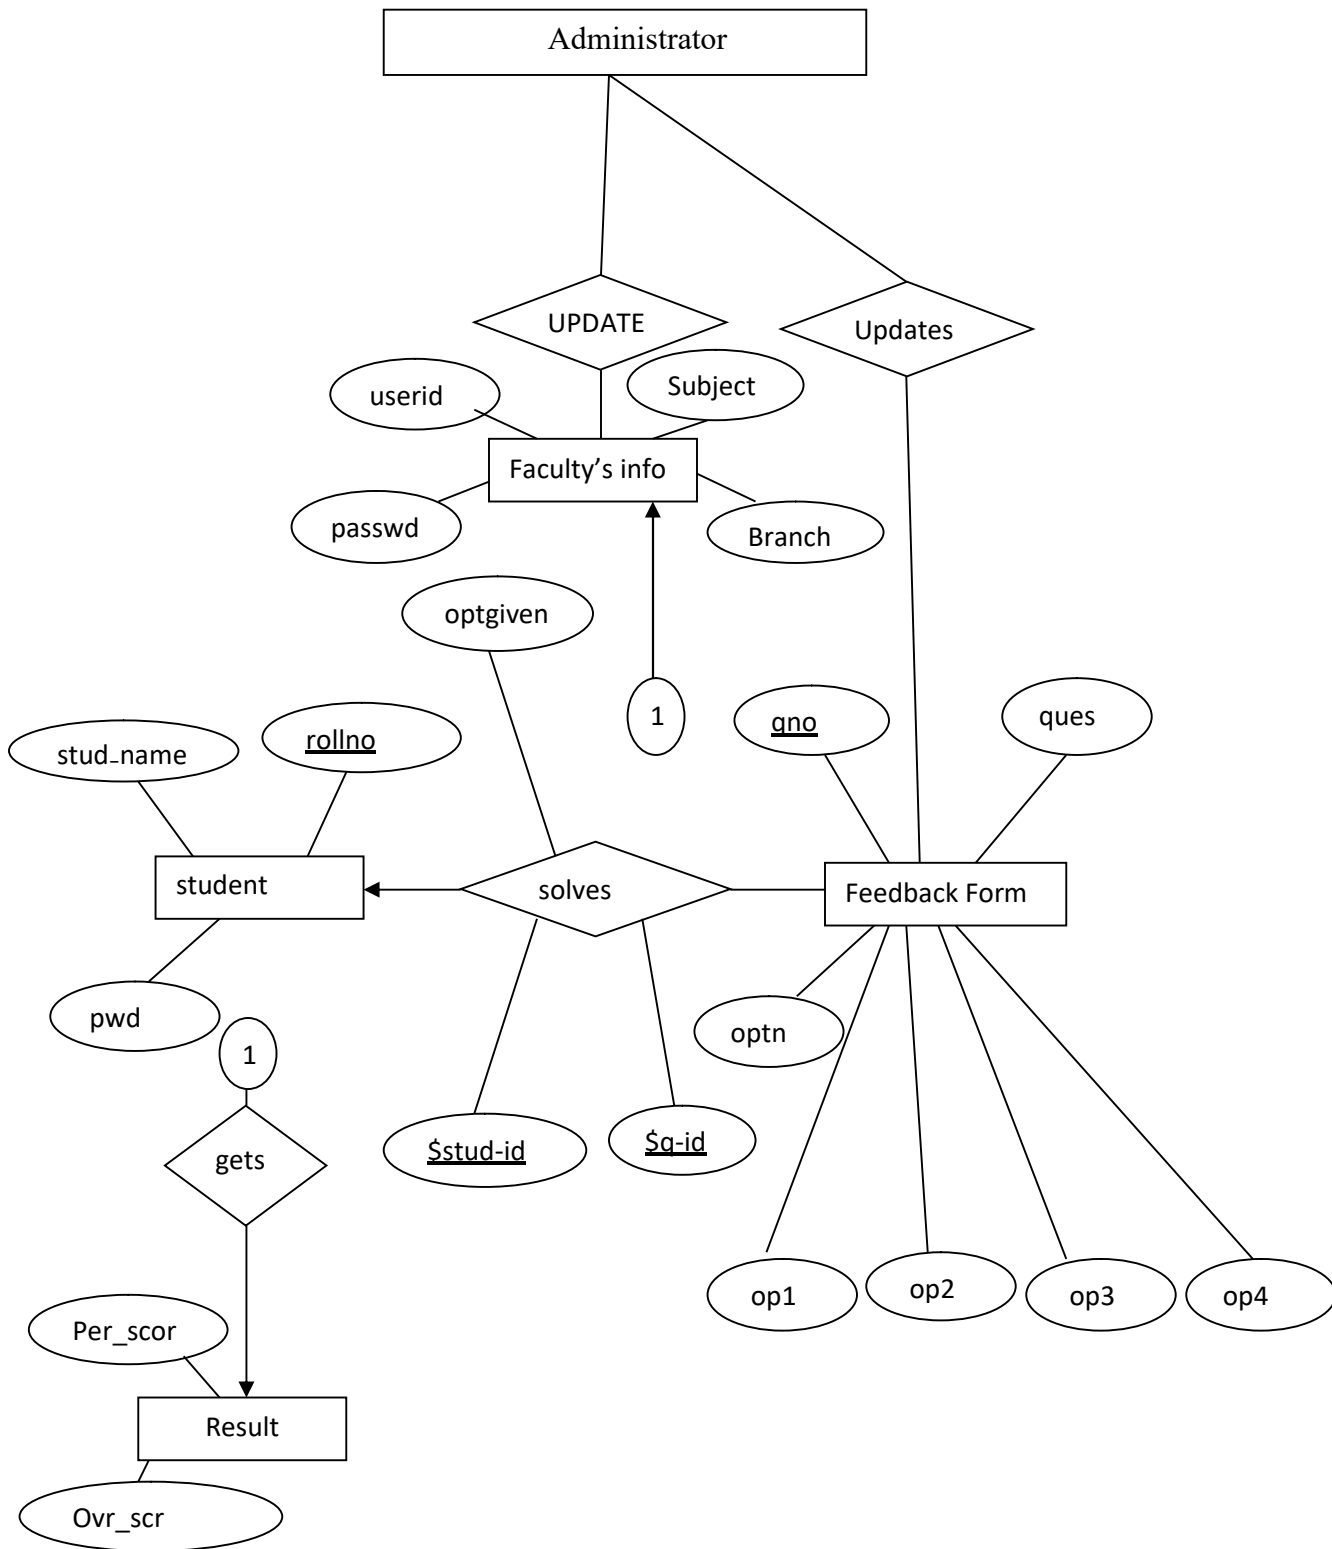 Administrator
UPDATE
Updates
userid
Subject
Faculty’s info
passwd
Branch
optgiven
1
qno
ques
stud_name
rollno
student
solves
Feedback Form
pwd
optn
1
$stud-id
$q-id
gets
op1
op2
op3
op4
Per_scor
Result
Ovr_scr